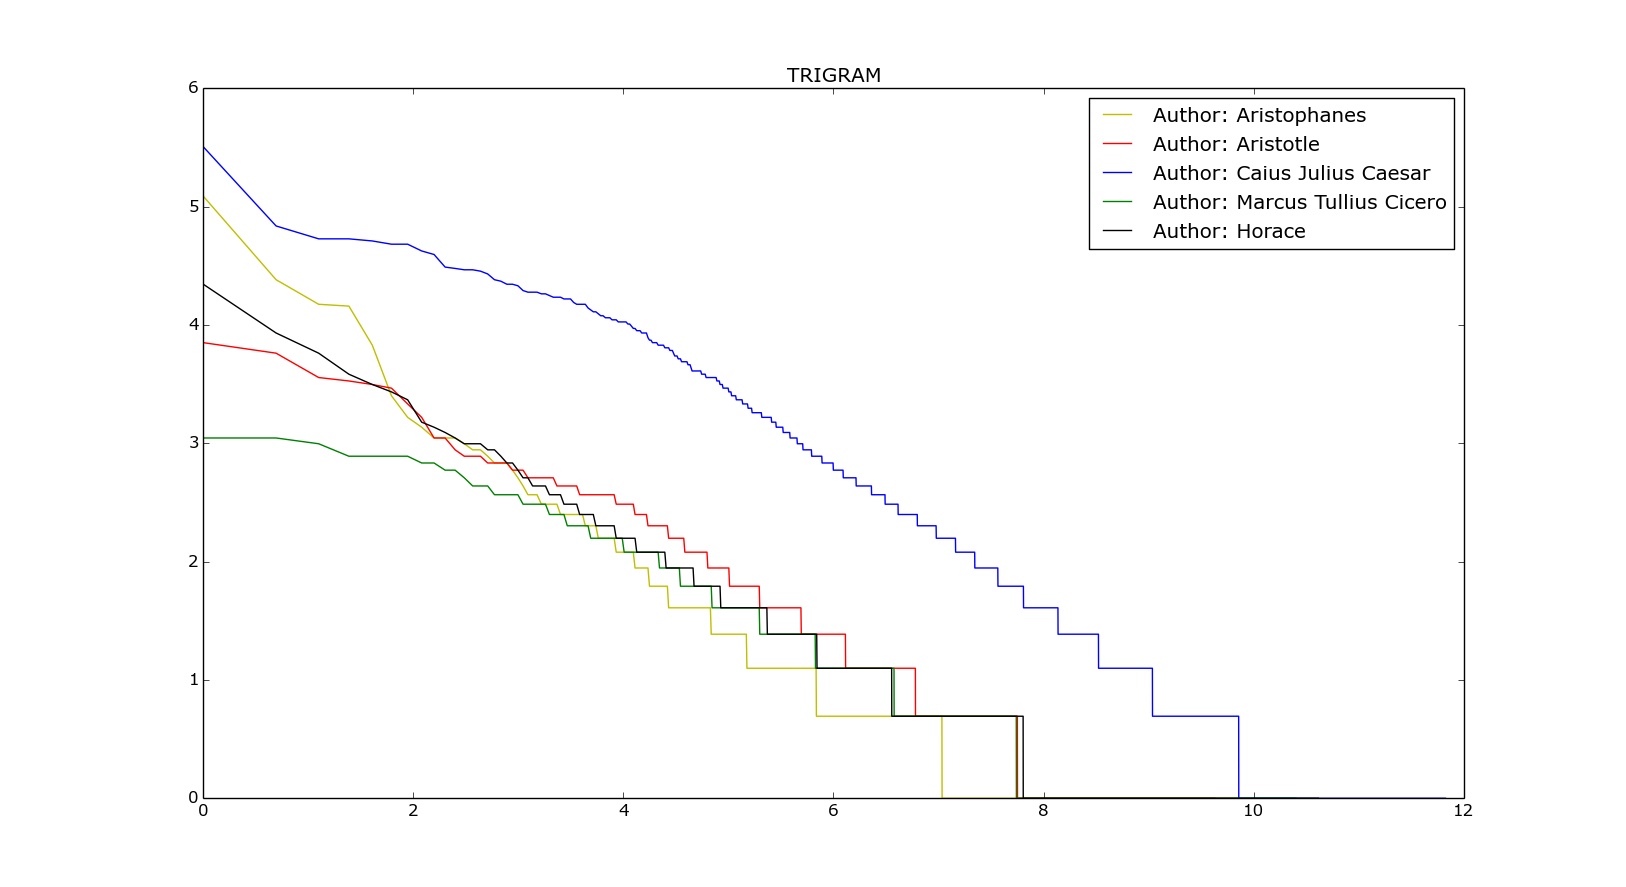 TRIGRAM
6
5
4
3
2
1
0
0 2 4 6 8 10 12
Author: Aristophanes
Author: Aristotle
Author: Caius Julius Caesar
Author: Marcus Tullius Cicero
Author: Horace